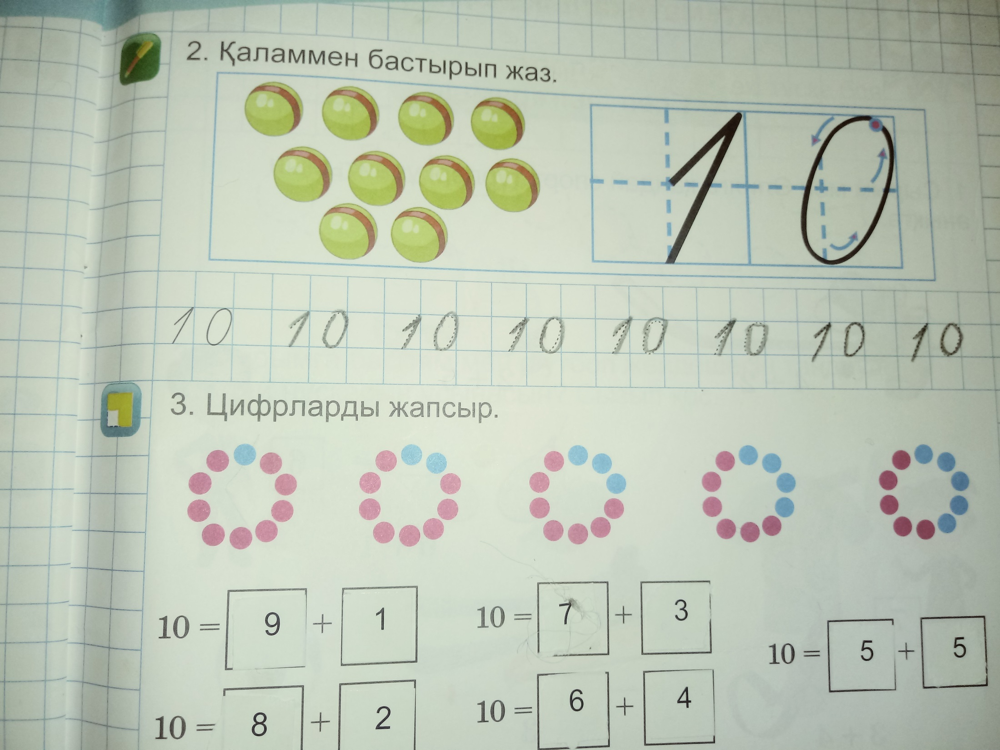 2. Қаламмен бастырып жаз.
10
10 10 10 10 10 10 10 10
3. Цифрларды жапсыр.
10 = 9 + 1
10 = 7 + 3
10 = 5 + 5
10 = 8 + 2
10 = 6 + 4